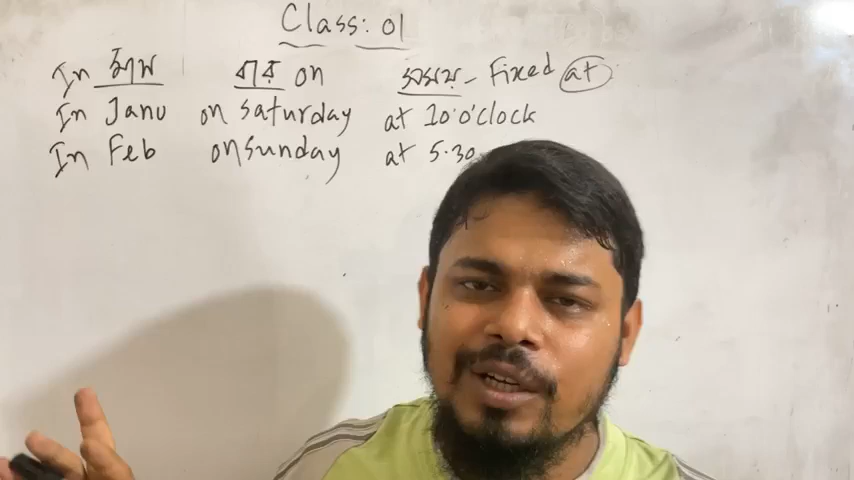 Class: 01
In মাস বার on সময় - Fixed at
In Janu on saturday at 10 o'clock
In Feb on sunday at 5.30